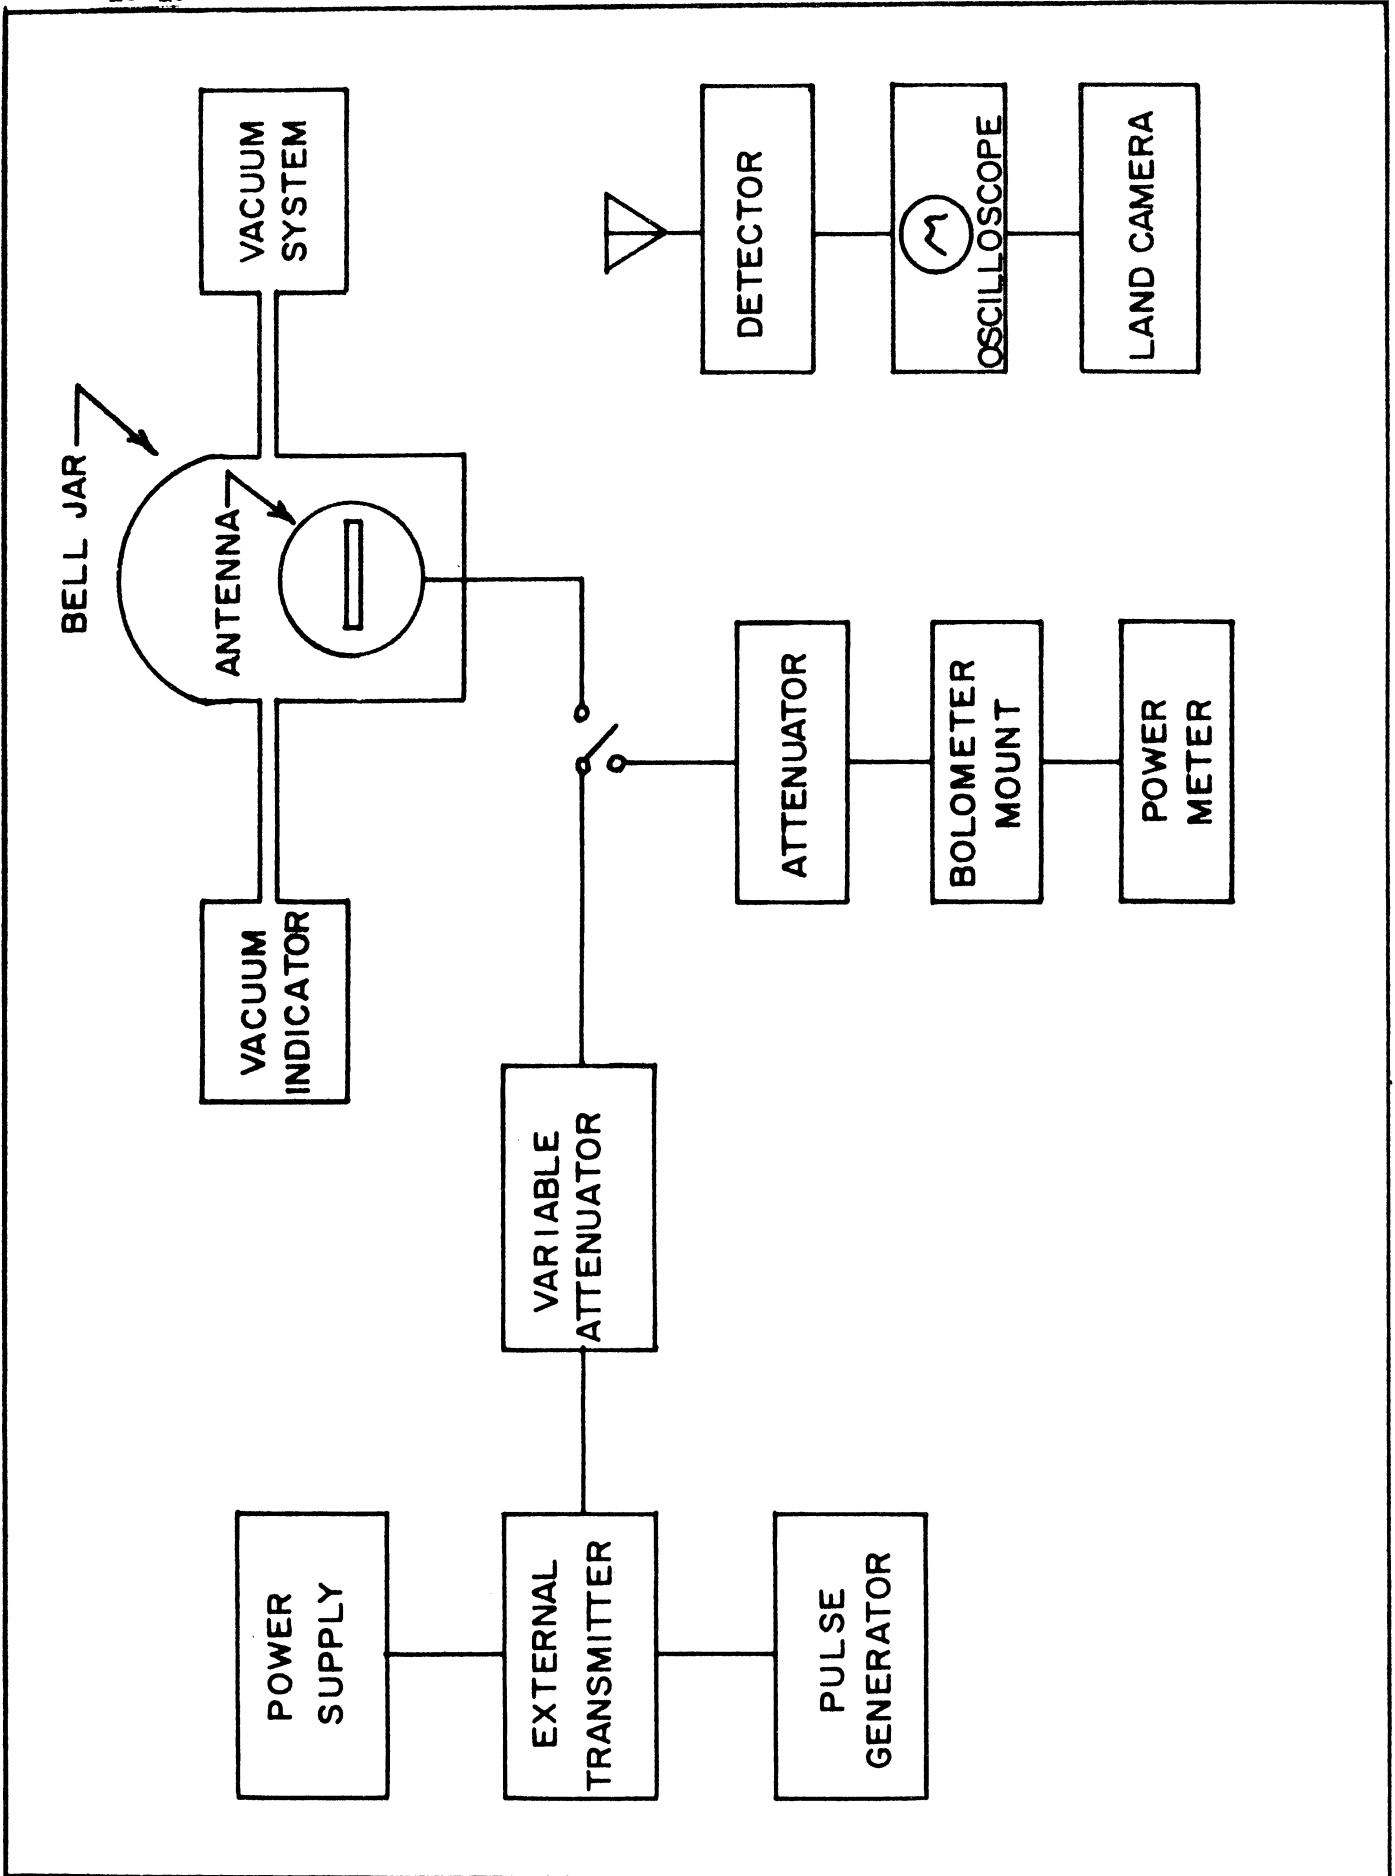 BELL JAR
VACUUM
INDICATOR
ANTENNA
VACUUM
SYSTEM
POWER
SUPPLY
EXTERNAL
TRANSMITTER
VARIABLE
ATTENUATOR
PULSE
GENERATOR
ATTENUATOR
BOLOMETER
MOUNT
POWER
METER
DETECTOR
OSCILLOSCOPE
LAND CAMERA